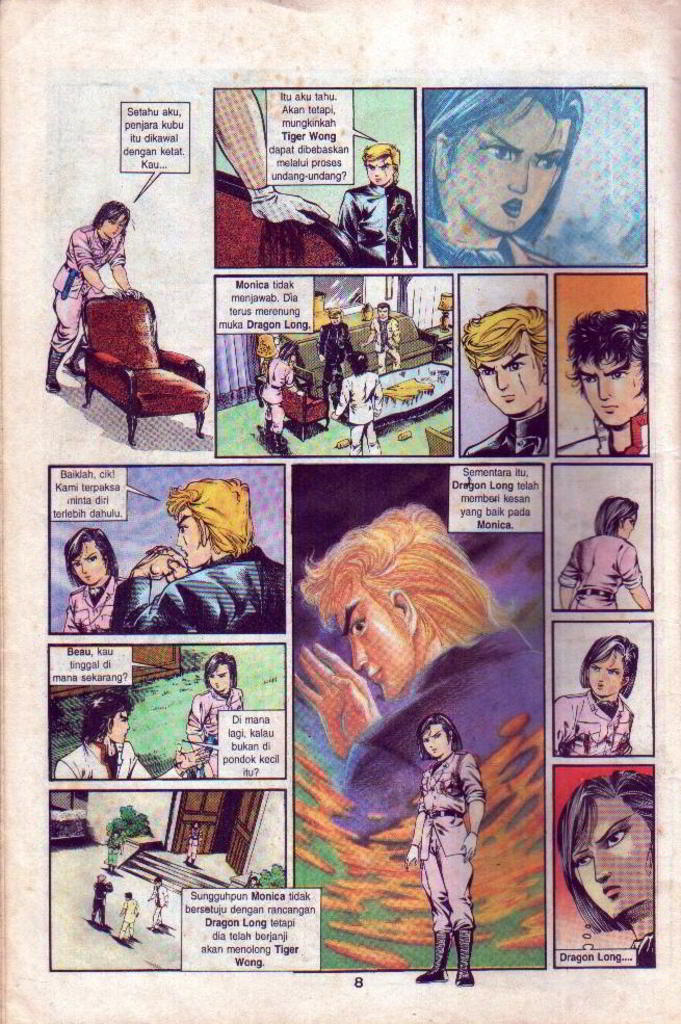 Setahu aku,
penjara kubu
itu dikawal
dengan ketat.
Kau...
Itu aku tahu.
Akan tetapi,
mungkinkah
Tiger Wong
dapat dibebaskan
melalui proses
undang-undang?
Monica tidak
menjawab. Dia
terus merenung
muka Dragon Long.
Baiklah, cik!
Kami terpaksa
minta diri
terlebih dahulu.
Sementara itu,
Dragon Long telah
memberi kesan
yang baik pada
Monica.
Beau, kau
tinggal di
mana sekarang?
Di mana
lagi, kalau
bukan di
pondok kecil
itu?
Sungguhpun Monica tidak
bersetuju dengan rancangan
Dragon Long tetapi
dia telah berjanji
akan menolong Tiger
Wong.
Dragon Long....
8